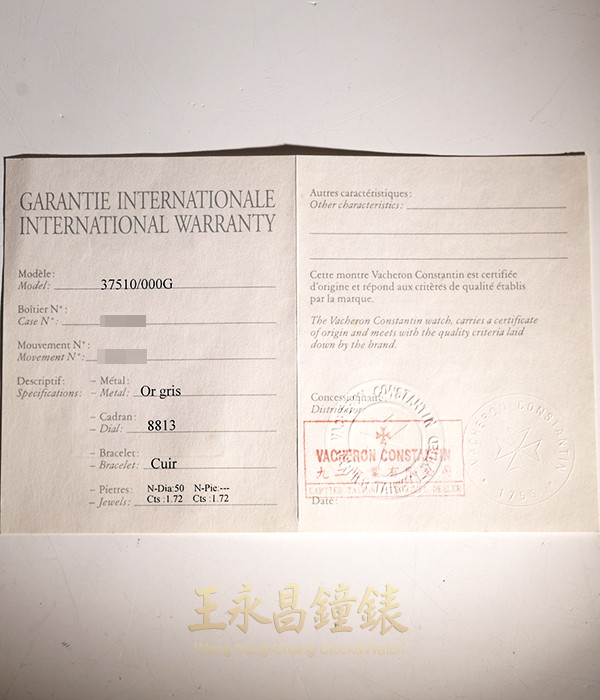 GARANTIE INTERNATIONALE
INTERNATIONAL WARRANTY
Modèle:
Model: 37510/000G
Boîtier N°:
Case N°:
Mouvement N°:
Movement N°:
Descriptif: – Métal:
Specifications: – Metal: Or gris
– Cadran:
– Dial: 8813
– Bracelet:
– Bracelet: Cuir
– Pierres: N-Dia:50 N-Pie:---
– Jewels: Cts :1.72 Cts :1.72
Autres caractéristiques:
Other characteristics:
Cette montre Vacheron Constantin est certifiée
d'origine et répond aux critères de qualité établis
par la marque.
The Vacheron Constantin watch, carries a certificate
of origin and meets with the quality criteria laid
down by the brand.
Concessionnaire
Distributor
VACHERON CONSTANTIN
VACHERON CONSTANTIN
VACHERON CONSTANTIN
Date:
王永昌鐘錶